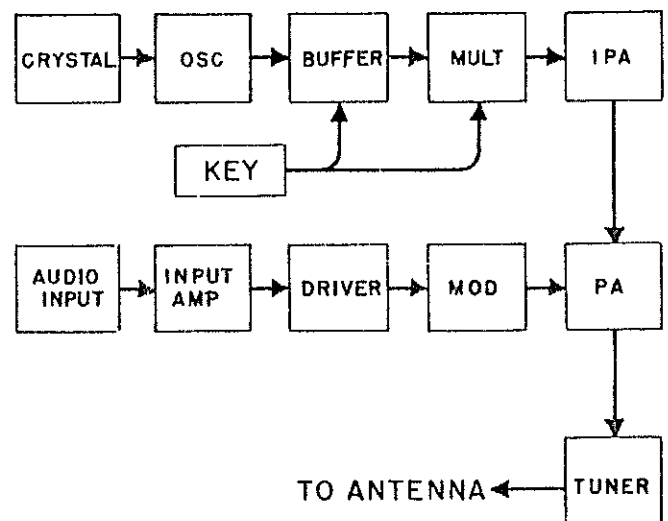 CRYSTAL
OSC
BUFFER
MULT
IPA
KEY
AUDIO
INPUT
INPUT
AMP
DRIVER
MOD
PA
TO ANTENNA
TUNER